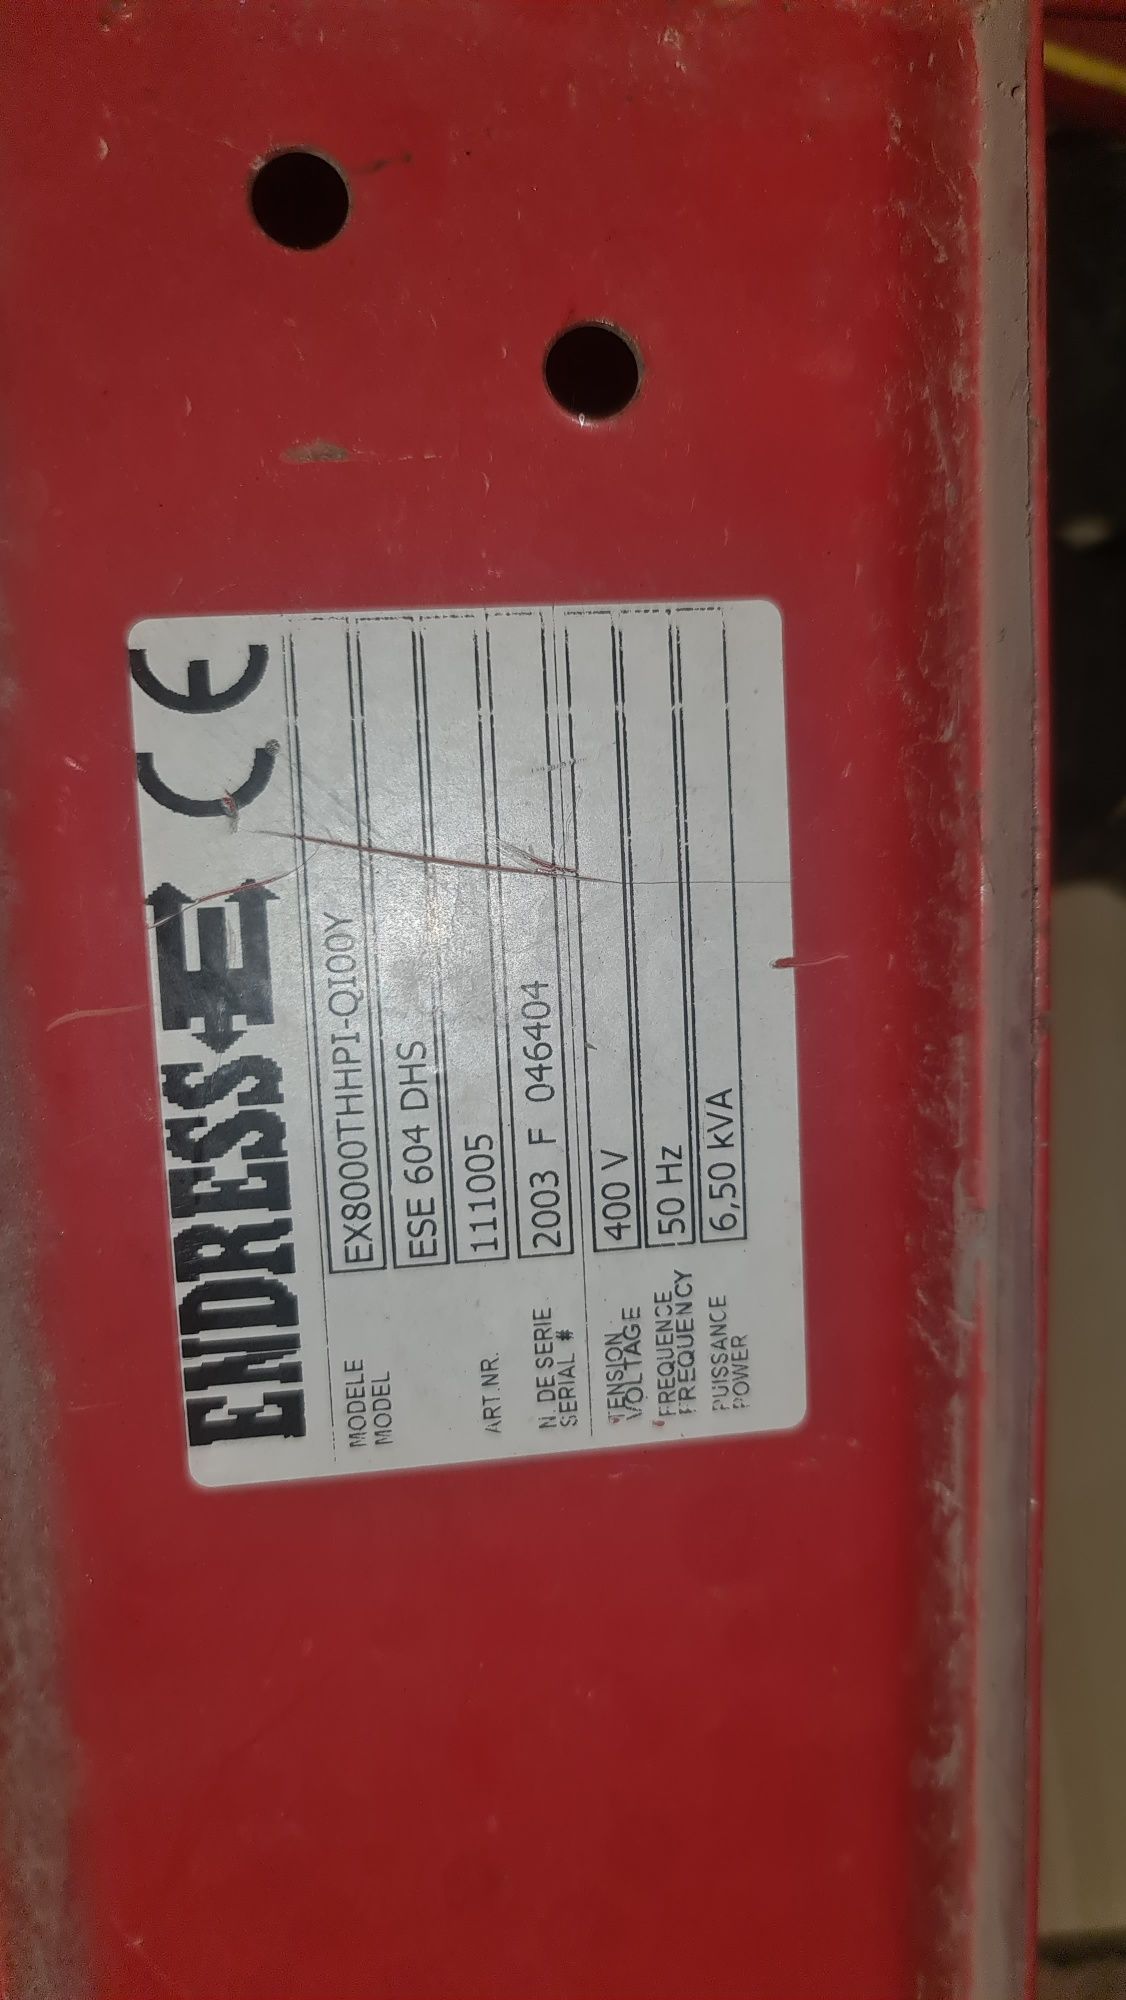 ENDRESS CE
MODELE
MODEL
EX8000THHPI-QI00Y
ESE 604 DHS
ART.NR. 111005
N. DE SERIE
SERIAL #
2003 F 046404
TENSION
VOLTAGE
400 V
FREQUENCE
FREQUENCY
50 Hz
PUISSANCE
POWER
6,50 kVA